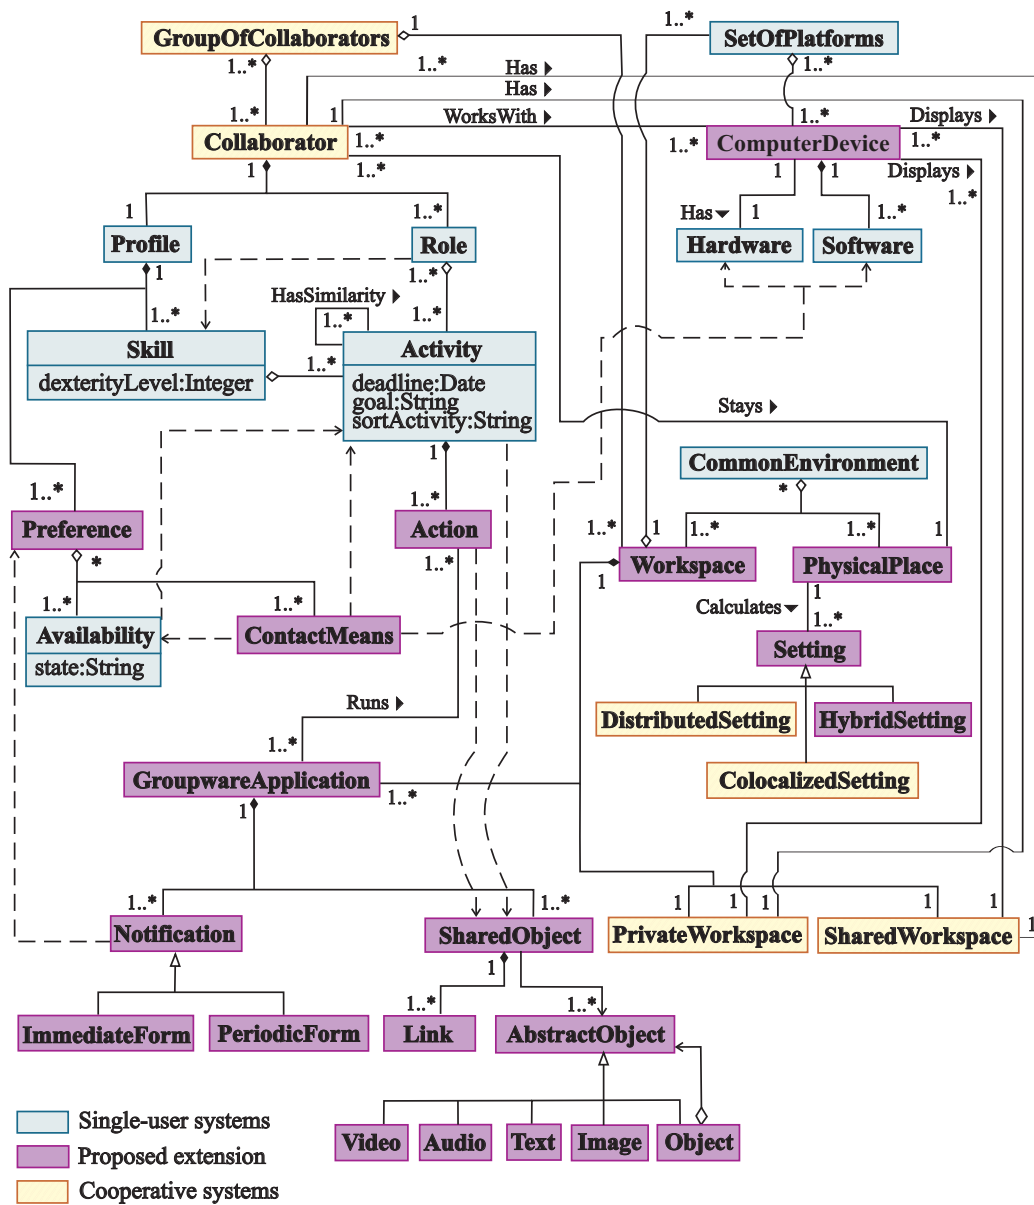 GroupOfCollaborators
1
1..*
SetOfPlatforms
1..*
1..*
1..*
Has
Has
1..*
1
WorksWith
1..*
Displays
Collaborator
1..*
1..*
ComputerDevice
1..*
1
1..*
1
1
Displays
1..*
1
1..*
Has
1
1..*
Profile
Role
Hardware
Software
1
1..*
HasSimilarity
1..*
1..*
1..*
Skill
1..*
Activity
dexterityLevel:Integer
deadline:Date
goal:String
sortActivity:String
Stays
1
CommonEnvironment
*
1..*
1..*
1..*
1
1..*
1..*
1
Preference
Action
*
1..*
Workspace
PhysicalPlace
1
1
1..*
1..*
Calculates
1..*
Availability
ContactMeans
Setting
state:String
Runs
DistributedSetting
HybridSetting
1..*
GroupwareApplication
ColocalizedSetting
1
1..*
1..*
1..*
1
1
1
1
1
1
Notification
SharedObject
PrivateWorkspace
SharedWorkspace
1
1..*
1..*
ImmediateForm
PeriodicForm
Link
AbstractObject
Single-user systems
Video
Audio
Text
Image
Object
Proposed extension
Cooperative systems